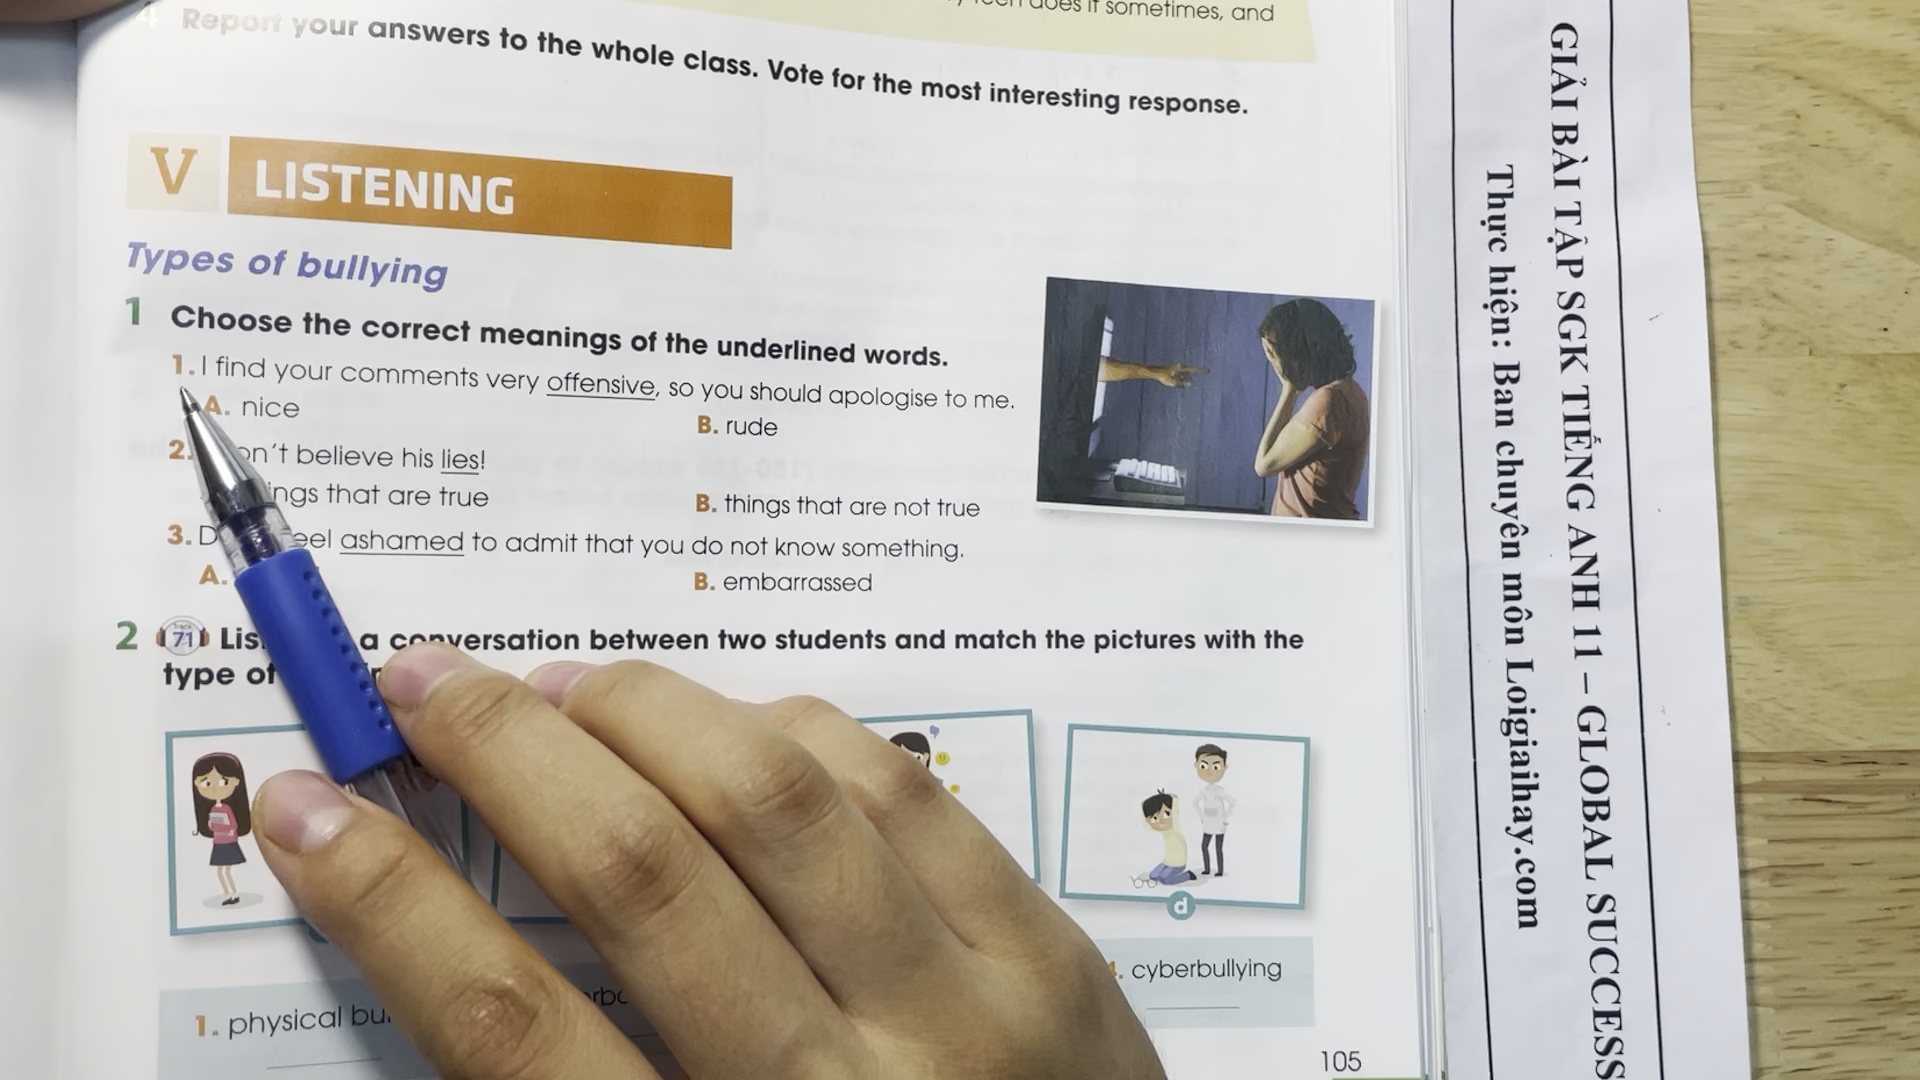 does it sometimes, and
4 Report your answers to the whole class. Vote for the most interesting response.
V LISTENING
Types of bullying
1 Choose the correct meanings of the underlined words.
1. I find your comments very offensive, so you should apologise to me.
A. nice B. rude
2. believe his lies!
that are true B. things that are not true
3. ashamed to admit that you do not know something.
A. B. embarrassed
2 Track 71 a conversation between two students and match the pictures with the
type of
d
1. physical
cyberbullying
105
GIẢI BÀI TẬP SGK TIẾNG ANH 11 – GLOBAL SUCCESS
Thực hiện: Ban chuyên môn Loigiaihay.com